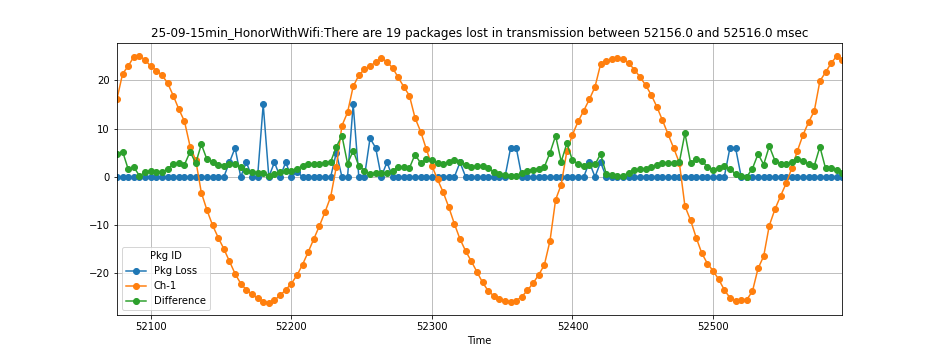 25-09-15min_HonorWithWifi:There are 19 packages lost in transmission between 52156.0 and 52516.0 msec
20
10
0
−10
−20
Pkg ID
Pkg Loss
Ch-1
Difference
52100 52200 52300 52400 52500
Time